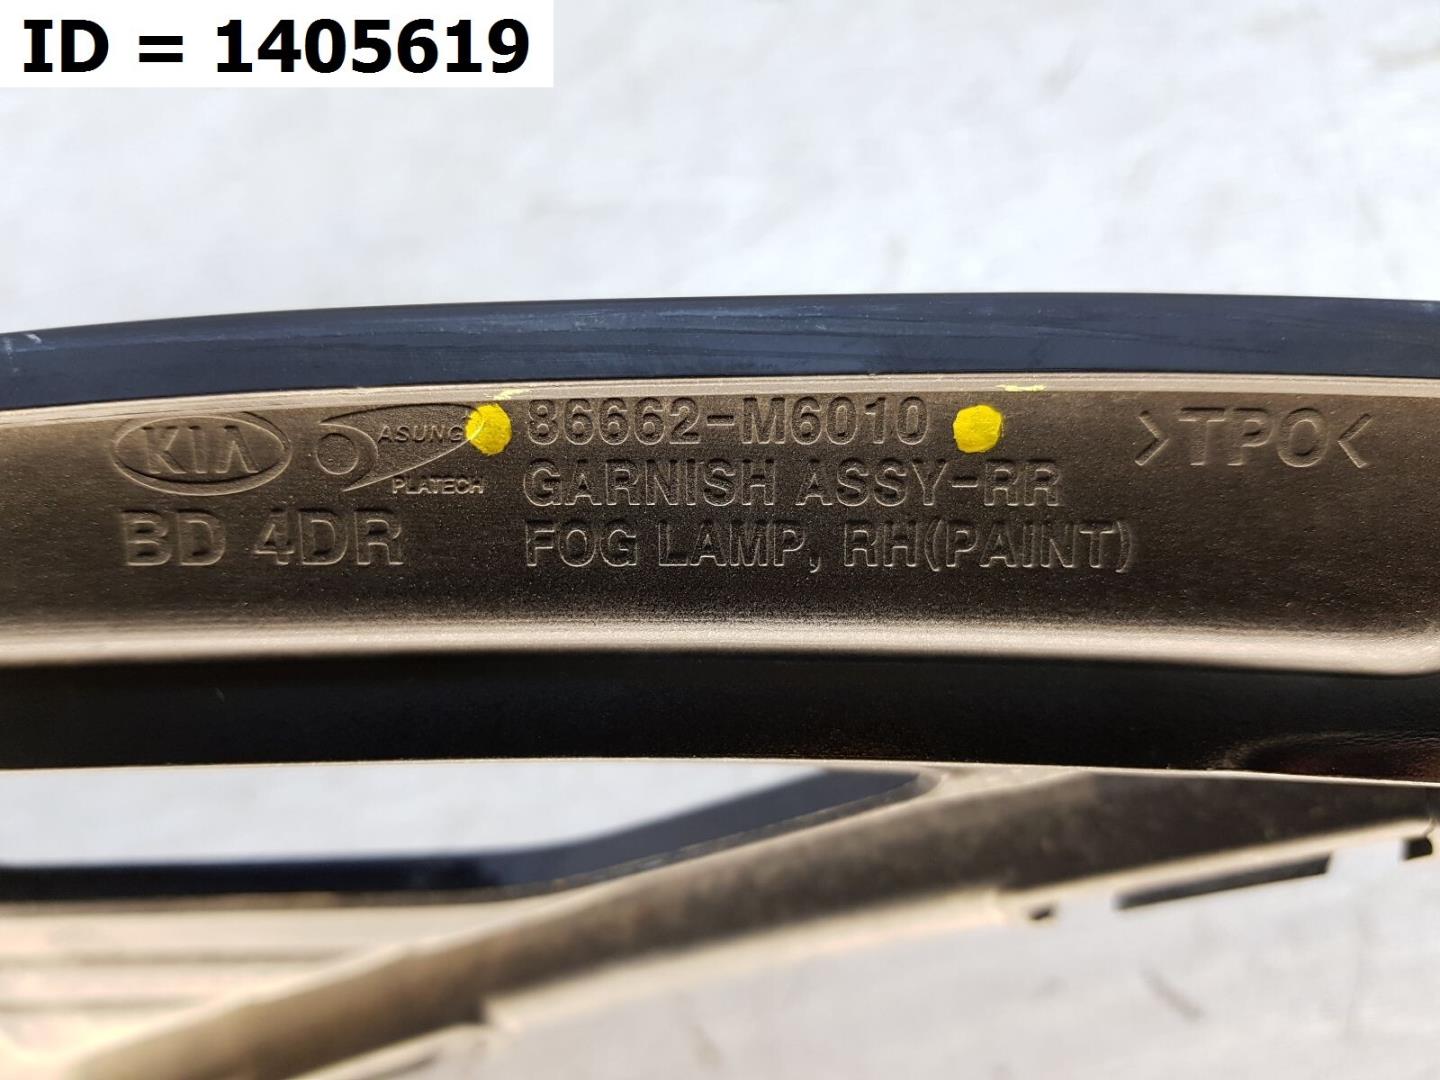 ID = 1405619
KIA ASUNG PLATECH
86662-M6010
>TPO<
GARNISH ASSY-RR
BD 4DR
FOG LAMP, RH(PAINT)